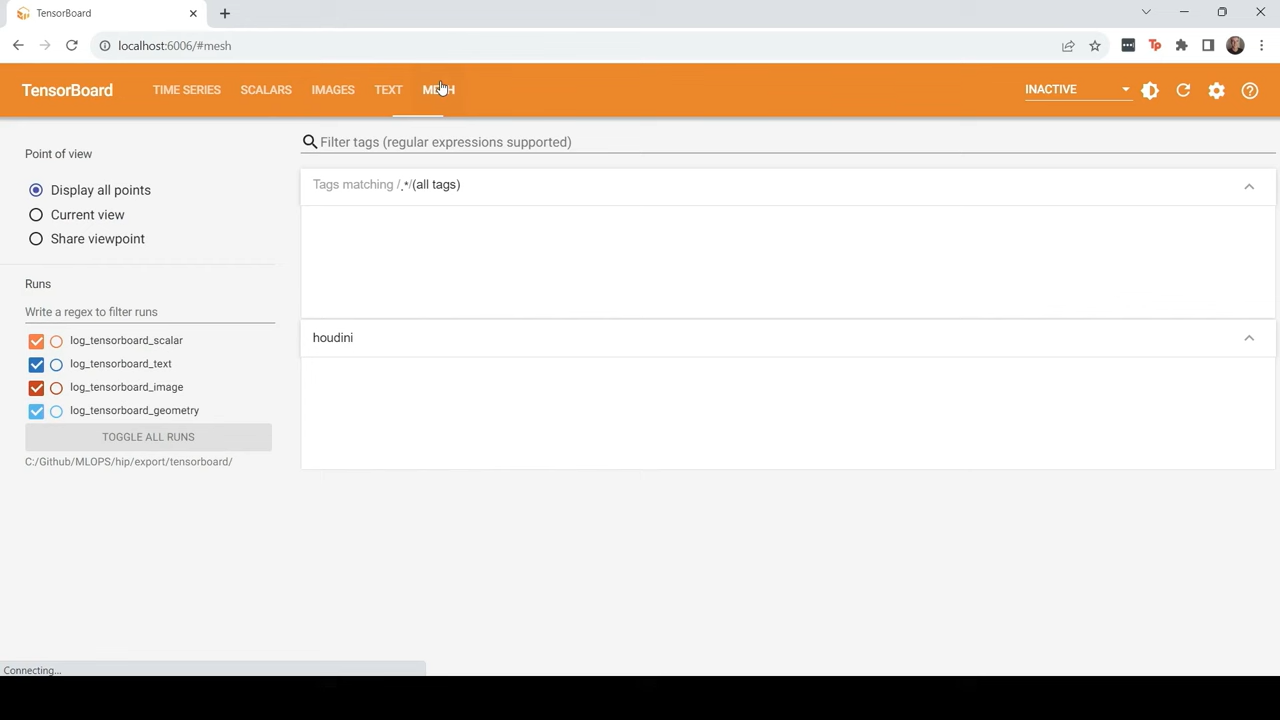 TensorBoard
localhost:6006/#mesh
Tp
TensorBoard TIME SERIES SCALARS IMAGES TEXT MESH INACTIVE
Point of view
Display all points
Current view
Share viewpoint
Runs
Write a regex to filter runs
log_tensorboard_scalar
log_tensorboard_text
log_tensorboard_image
log_tensorboard_geometry
TOGGLE ALL RUNS
C:/Github/MLOPS/hip/export/tensorboard/
Filter tags (regular expressions supported)
Tags matching /.*/(all tags)
houdini
Connecting...